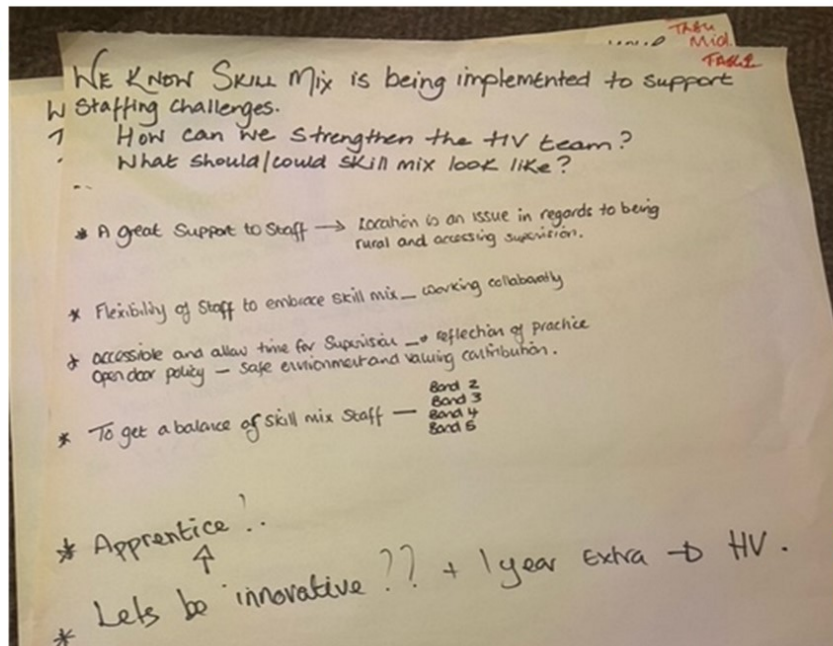 Mid.
TABLE
WE KNOW SKILL Mix is being implemented to support
Staffing challenges.
How can we strengthen the HV team?
What should/could skill mix look like?
* A great Support to Staff → Location is an issue in regards to being
rural and accessing supervision.
* Flexibility of Staff to embrace skill mix — working collaboratly
* accessible and allow time for Supervision → reflection of practice
Open door policy — Safe environment and valuing contribution.
* To get a balance of skill mix Staff —
Band 2
Band 3
Band 4
Band 5
* Apprentice !..
↑
* Lets be innovative ?? + 1 year Extra → HV.
*